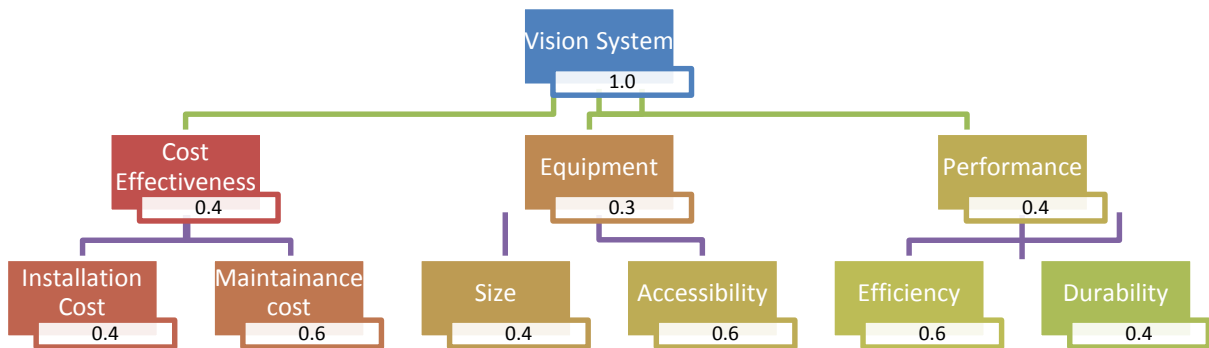 Vision System
1.0
Cost
Effectiveness
0.4
Equipment
0.3
Performance
0.4
Installation
Cost
0.4
Maintainance
cost
0.6
Size
0.4
Accessibility
0.6
Efficiency
0.6
Durability
0.4